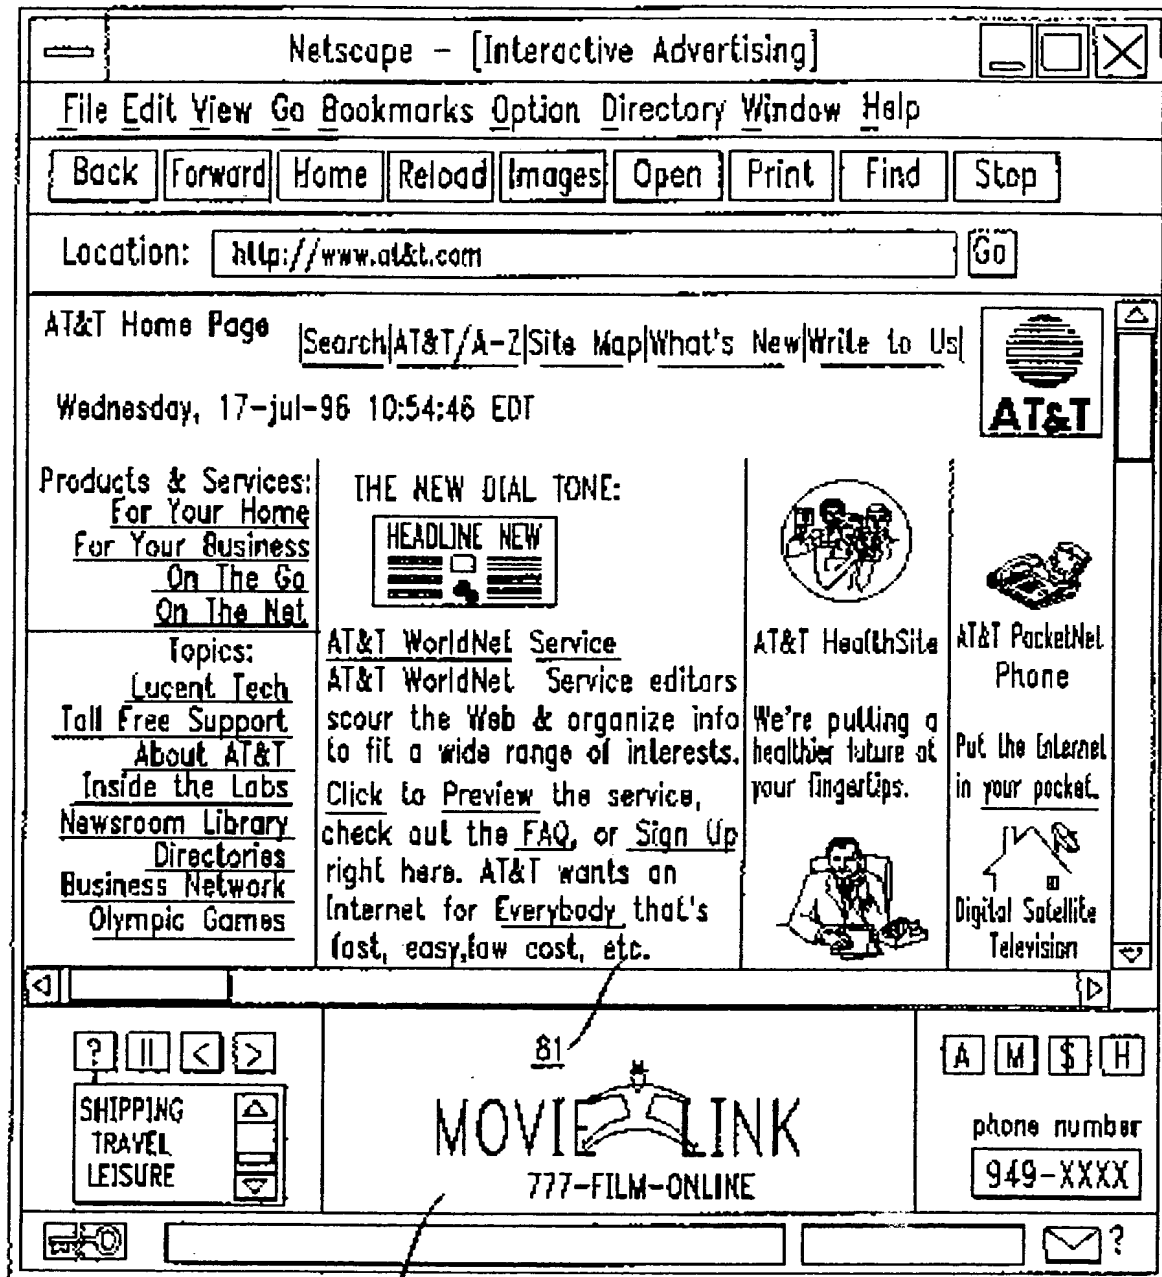 Netscape - [Interactive Advertising]
File Edit View Go Bookmarks Option Directory Window Help
Back Forward Home Reload Images Open Print Find Stop
Location: http://www.at&t.com Go
AT&T Home Page
Search|AT&T/A-Z|Site Map|What's New|Write to Us|
AT&T
Wednesday, 17-jul-96 10:54:46 EDT
Products & Services:
For Your Home
For Your Business
On The Go
On The Net
Topics:
Lucent Tech
Toll Free Support
About AT&T
Inside the Labs
Newsroom Library
Directories
Business Network
Olympic Games
THE NEW DIAL TONE:
HEADLINE NEW
AT&T WorldNet Service
AT&T WorldNet Service editors
scour the Web & organize info
to fit a wide range of interests.
Click to Preview the service,
check out the FAQ, or Sign Up
right here. AT&T wants an
Internet for Everybody that's
fast, easy,low cost, etc.
AT&T HealthSite
We're putting a
healthier future at
your fingertips.
AT&T PocketNet
Phone
Put the Internet
in your pocket.
Digital Satellite
Television
? || < >
SHIPPING
TRAVEL
LEISURE
81
MOVIE LINK
777-FILM-ONLINE
A M $ H
phone number
949-XXXX
?